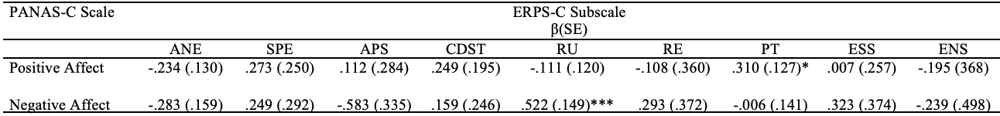 PANAS-C Scale ERPS-C Subscale
β(SE)
ANE SPE APS CDST RU RE PT ESS ENS
Positive Affect -.234 (.130) .273 (.250) .112 (.284) .249 (.195) -.111 (.120) -.108 (.360) .310 (.127)* .007 (.257) -.195 (368)
Negative Affect -.283 (.159) .249 (.292) -.583 (.335) .159 (.246) .522 (.149)*** .293 (.372) -.006 (.141) .323 (.374) -.239 (.498)